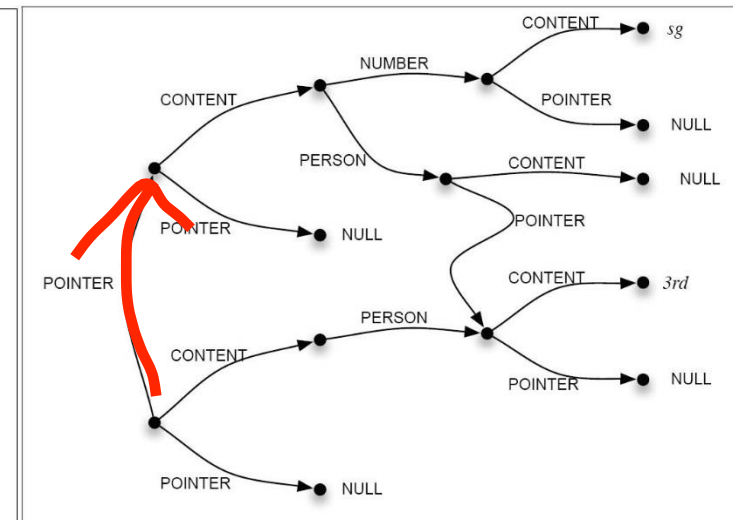 CONTENT sg
NUMBER
CONTENT POINTER NULL
PERSON CONTENT NULL
POINTER NULL POINTER
POINTER CONTENT 3rd
PERSON
CONTENT POINTER NULL
POINTER NULL